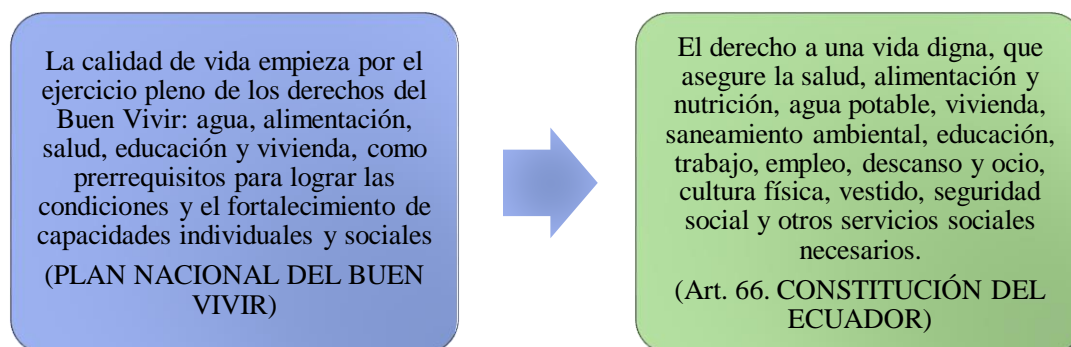 La calidad de vida empieza por el
ejercicio pleno de los derechos del
Buen Vivir: agua, alimentación,
salud, educación y vivienda, como
prerrequisitos para lograr las
condiciones y el fortalecimiento de
capacidades individuales y sociales
(PLAN NACIONAL DEL BUEN
VIVIR)
El derecho a una vida digna, que
asegure la salud, alimentación y
nutrición, agua potable, vivienda,
saneamiento ambiental, educación,
trabajo, empleo, descanso y ocio,
cultura física, vestido, seguridad
social y otros servicios sociales
necesarios.
(Art. 66. CONSTITUCIÓN DEL
ECUADOR)